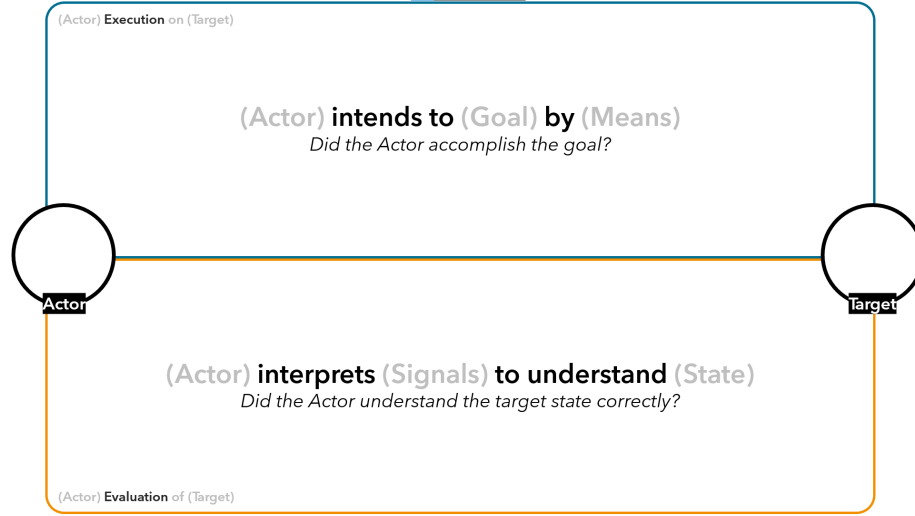 (Actor) Execution on (Target)
(Actor) intends to (Goal) by (Means)
Did the Actor accomplish the goal?
Actor
Target
(Actor) interprets (Signals) to understand (State)
Did the Actor understand the target state correctly?
(Actor) Evaluation of (Target)